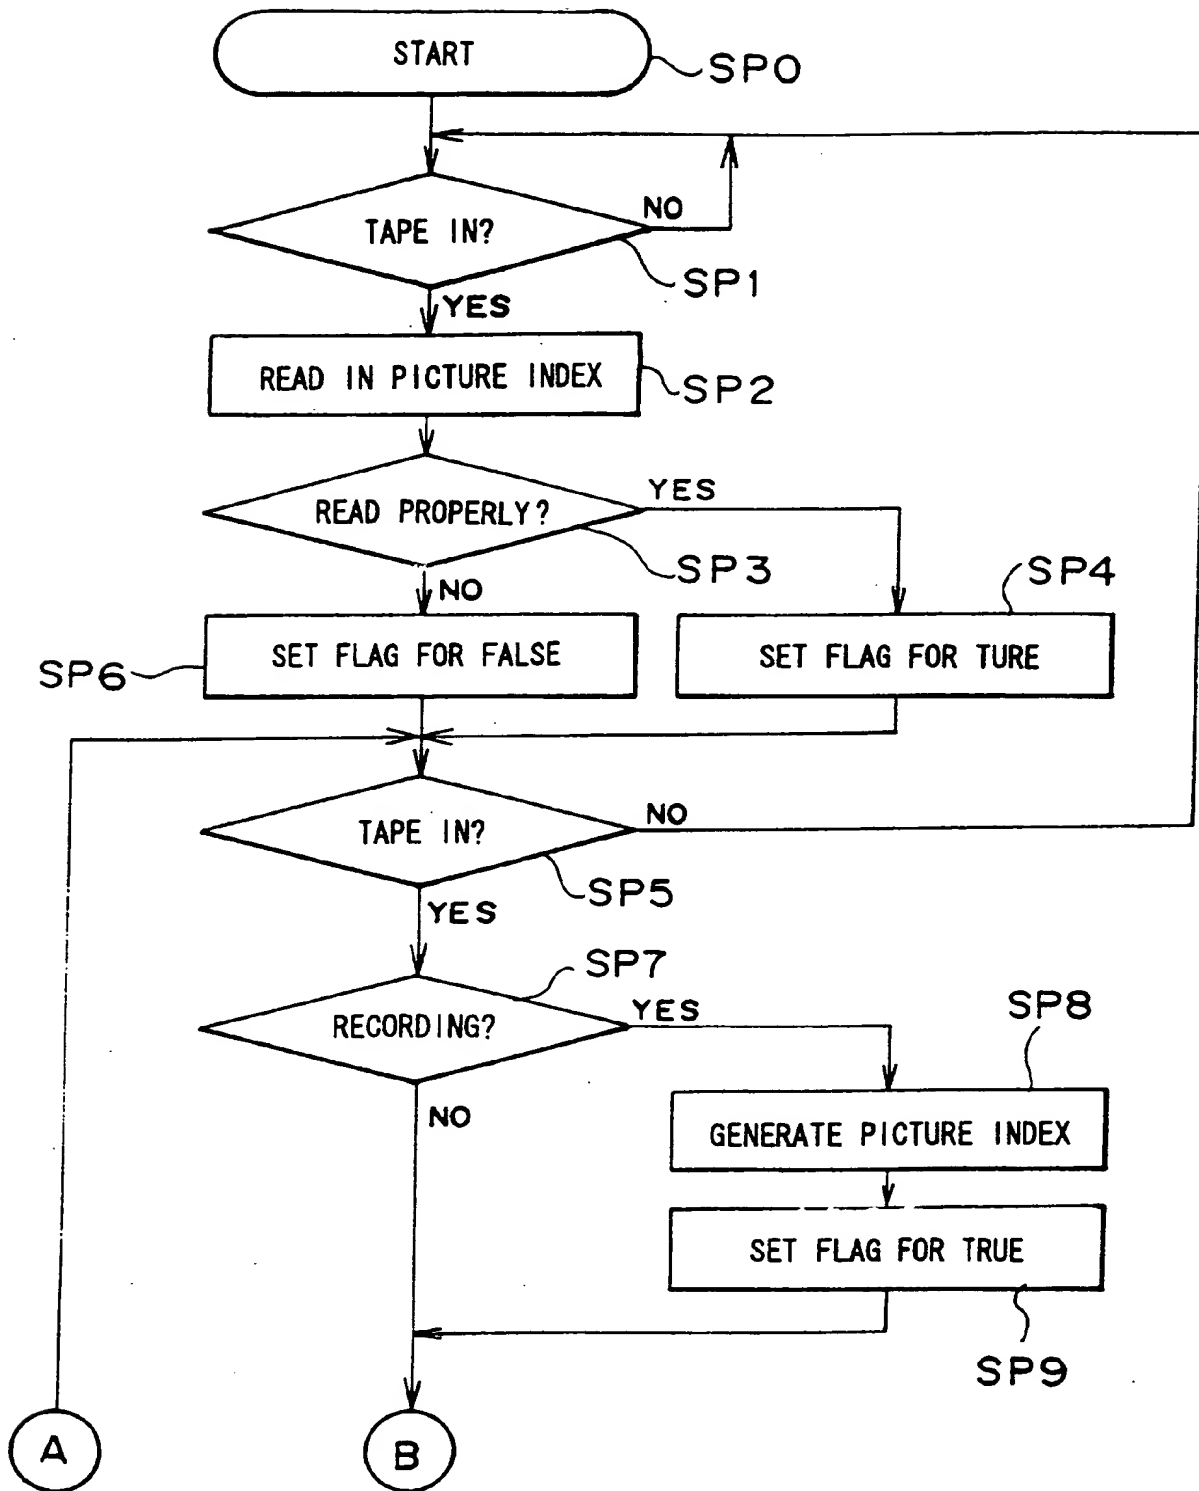 START
SP0
TAPE IN?
NO
SP1
YES
READ IN PICTURE INDEX
SP2
READ PROPERLY?
YES
SP3
NO
SP4
SET FLAG FOR FALSE
SET FLAG FOR TURE
SP6
TAPE IN?
NO
SP5
YES
SP7
RECORDING?
YES
SP8
NO
GENERATE PICTURE INDEX
SET FLAG FOR TRUE
SP9
A
B